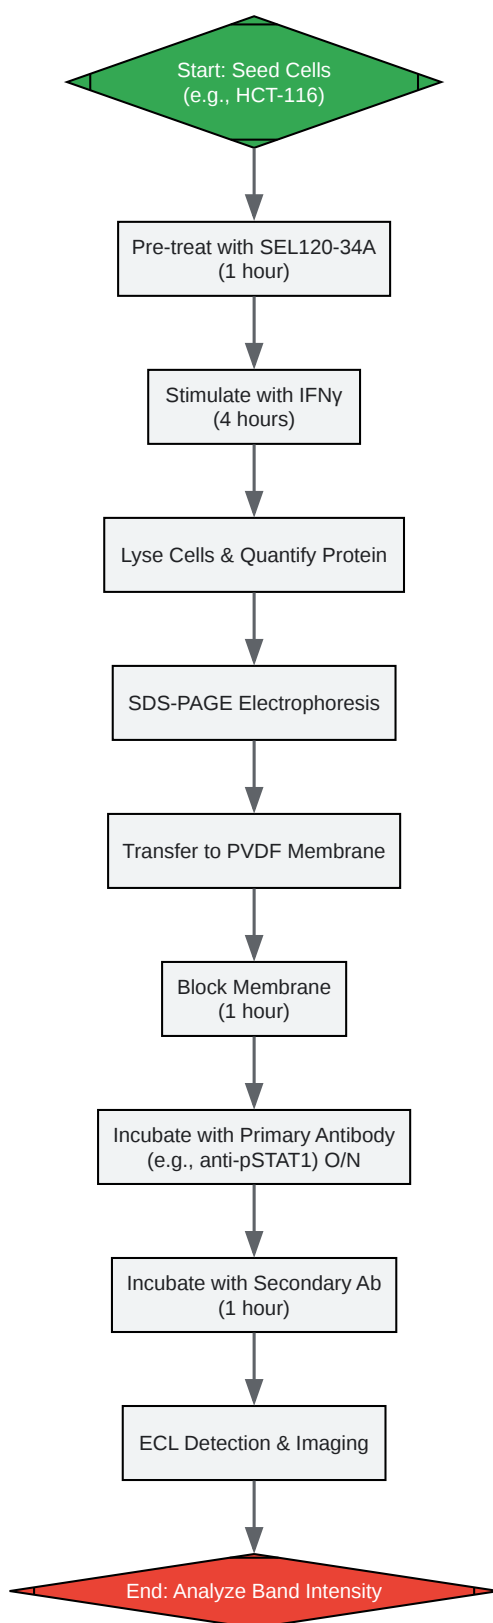 Start: Seed Cells
(e.g., HCT-116)
Pre-treat with SEL120-34A
(1 hour)
Stimulate with IFNγ
(4 hours)
Lyse Cells & Quantify Protein
SDS-PAGE Electrophoresis
Transfer to PVDF Membrane
Block Membrane
(1 hour)
Incubate with Primary Antibody
(e.g., anti-pSTAT1) O/N
Incubate with Secondary Ab
(1 hour)
ECL Detection & Imaging
End: Analyze Band Intensity